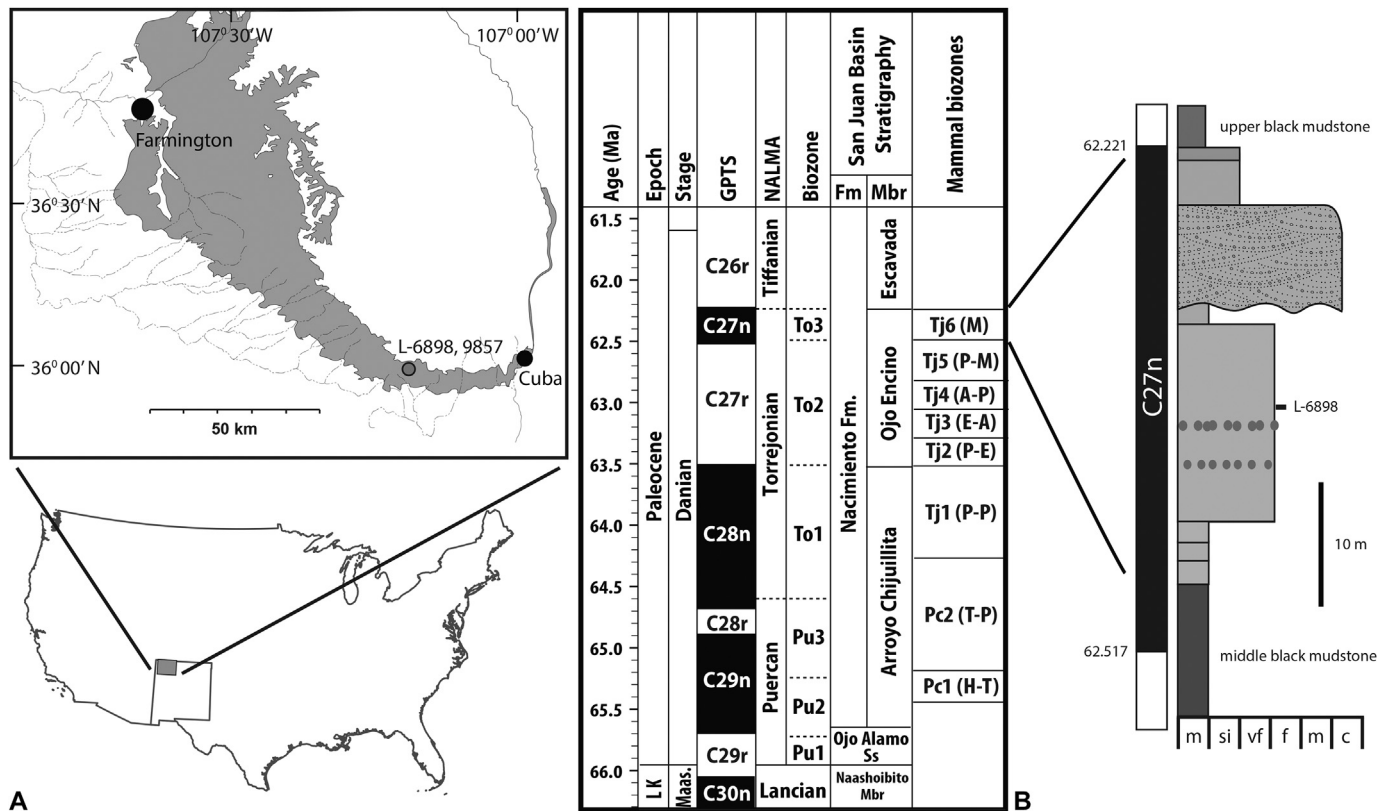 107⁰ 30’W
107⁰ 00’W
Farmington
36⁰ 30’ N
L-6898, 9857
36⁰ 00’ N
Cuba
50 km
A
Age (Ma)
Epoch
Stage
GPTS
NALMA
Biozone
San Juan Basin
Stratigraphy
Fm
Mbr
Mammal biozones
61.5
62.0
62.5
63.0
63.5
64.0
64.5
65.0
65.5
66.0
Paleocene
LK
Danian
Maas.
C26r
C27n
C27r
C28n
C28r
C29n
C29r
C30n
Tiffanian
Torrejonian
Puercan
Lancian
To3
To2
To1
Pu3
Pu2
Pu1
Nacimiento Fm.
Escavada
Ojo Encino
Arroyo Chijuillita
Ojo Alamo
Ss
Naashoibito
Mbr
Tj6 (M)
Tj5 (P-M)
Tj4 (A-P)
Tj3 (E-A)
Tj2 (P-E)
Tj1 (P-P)
Pc2 (T-P)
Pc1 (H-T)
B
62.221
C27n
62.517
upper black mudstone
L-6898
10 m
middle black mudstone
m si vf f m c